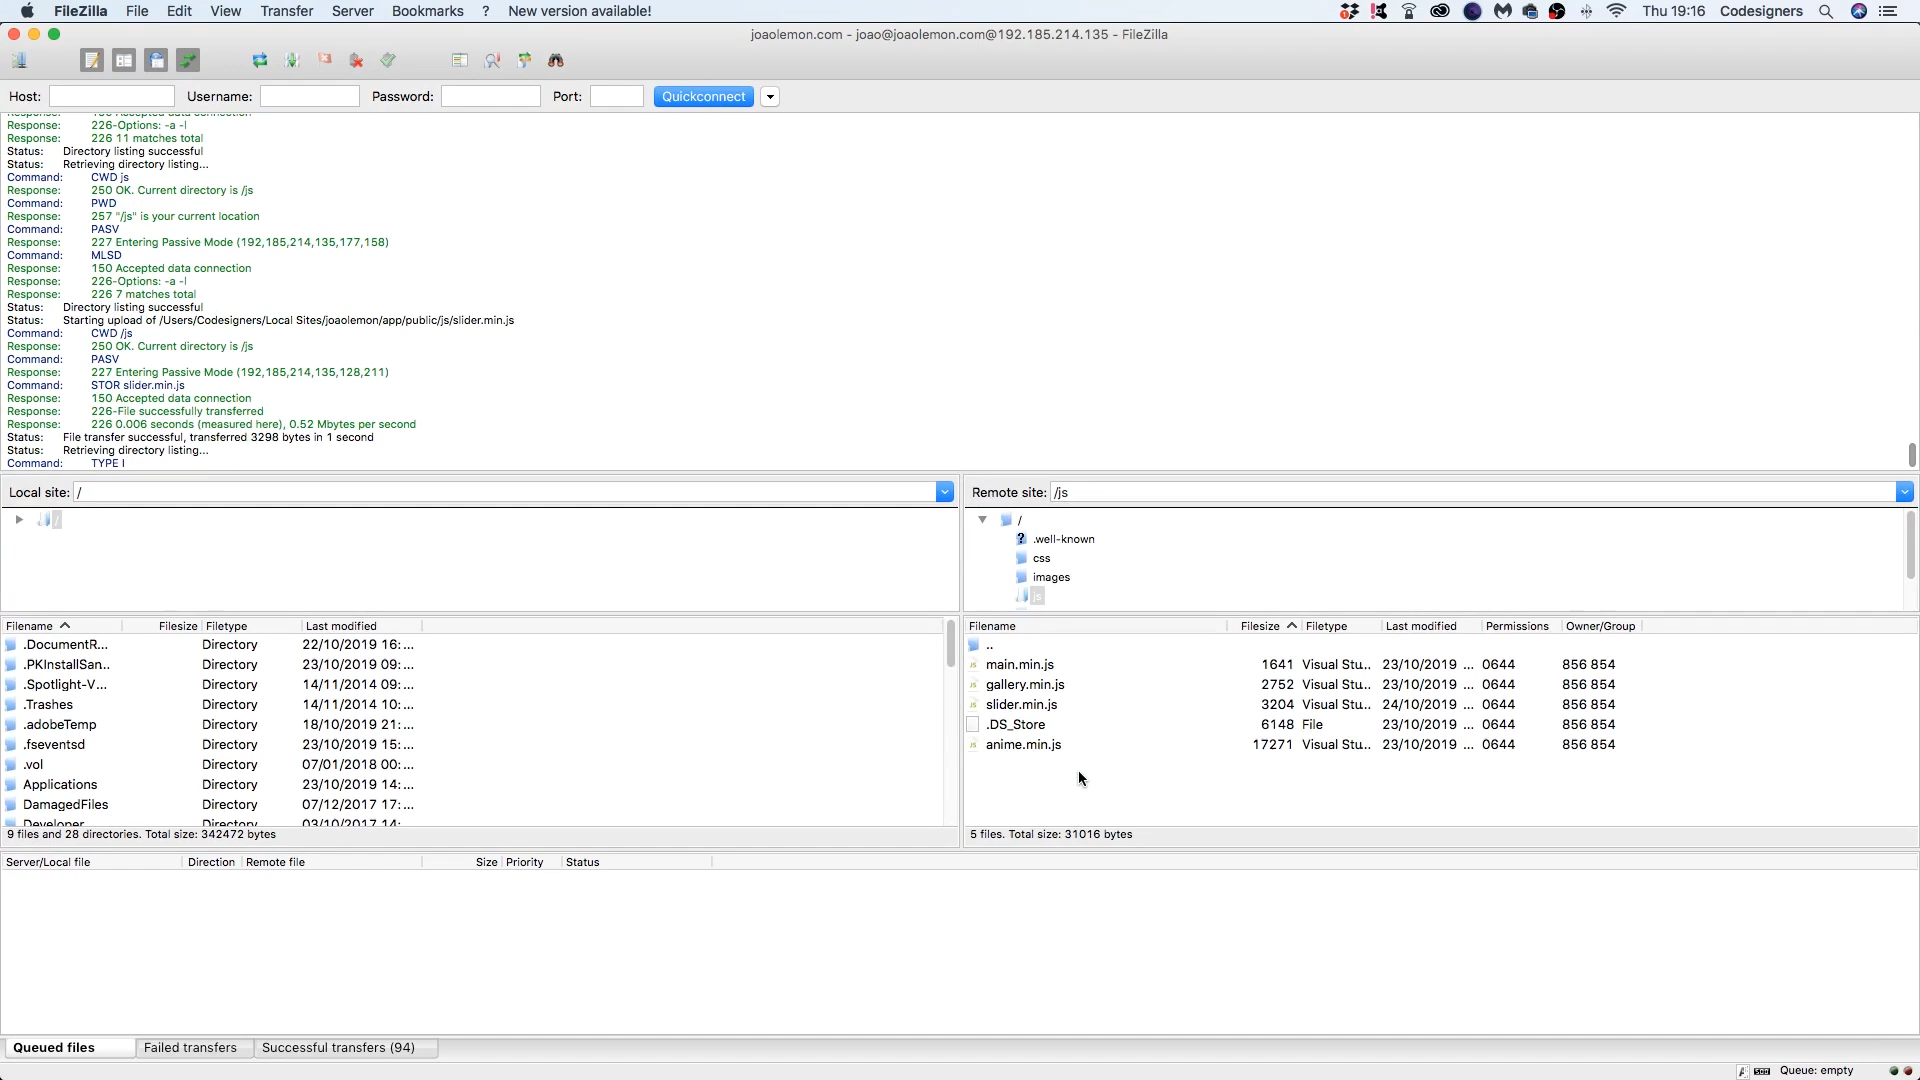 FileZilla File Edit View Transfer Server Bookmarks ? New version available! Thu 19:16 Codesigners
joaolemon.com - joao@joaolemon.com@192.185.214.135 - FileZilla
Host: Username: Password: Port: Quickconnect
Response: 150 Accepted data connection
Response: 226-Options: -a -l
Response: 226 11 matches total
Status: Directory listing successful
Status: Retrieving directory listing...
Command: CWD js
Response: 250 OK. Current directory is /js
Command: PWD
Response: 257 "/js" is your current location
Command: PASV
Response: 227 Entering Passive Mode (192,185,214,135,177,158)
Command: MLSD
Response: 150 Accepted data connection
Response: 226-Options: -a -l
Response: 226 7 matches total
Status: Directory listing successful
Status: Starting upload of /Users/Codesigners/Local Sites/joaolemon/app/public/js/slider.min.js
Command: CWD /js
Response: 250 OK. Current directory is /js
Command: PASV
Response: 227 Entering Passive Mode (192,185,214,135,128,211)
Command: STOR slider.min.js
Response: 150 Accepted data connection
Response: 226-File successfully transferred
Response: 226 0.006 seconds (measured here), 0.52 Mbytes per second
Status: File transfer successful, transferred 3298 bytes in 1 second
Status: Retrieving directory listing...
Command: TYPE I
Local site: /
/
Filename Filesize Filetype Last modified
.DocumentR... Directory 22/10/2019 16:...
.PKInstallSan... Directory 23/10/2019 09:...
.Spotlight-V... Directory 14/11/2014 09:...
.Trashes Directory 14/11/2014 10:...
.adobeTemp Directory 18/10/2019 21:...
.fseventsd Directory 23/10/2019 15:...
.vol Directory 07/01/2018 00:...
Applications Directory 23/10/2019 14:...
DamagedFiles Directory 07/12/2017 17:...
Developer Directory 03/10/2017 14:
9 files and 28 directories. Total size: 342472 bytes
Remote site: /js
/
? .well-known
css
images
js
Filename Filesize Filetype Last modified Permissions Owner/Group
..
JS main.min.js 1641 Visual Stu... 23/10/2019 ... 0644 856 854
JS gallery.min.js 2752 Visual Stu... 23/10/2019 ... 0644 856 854
JS slider.min.js 3204 Visual Stu... 24/10/2019 ... 0644 856 854
.DS_Store 6148 File 23/10/2019 ... 0644 856 854
JS anime.min.js 17271 Visual Stu... 23/10/2019 ... 0644 856 854
5 files. Total size: 31016 bytes
Server/Local file Direction Remote file Size Priority Status
Queued files Failed transfers Successful transfers (94)
Queue: empty